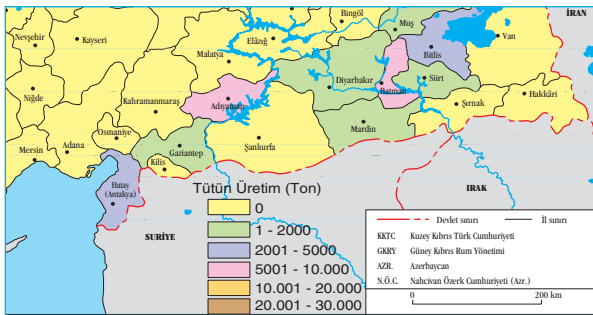 Bingöl
Muş
İRAN
Nevşehir
Kayseri
Elazığ
Van
Bitlis
Malatya
Diyarbakır
Siirt
Batman
Niğde
Kahramanmaraş
Adıyaman
Şırnak
Hakkâri
Osmaniye
Mardin
Mersin
Adana
Gaziantep
Şanlıurfa
Kilis
Hatay
(Antakya)
IRAK
SURİYE
Tütün Üretim (Ton)
0
1 - 2000
2001 - 5000
5001 - 10.000
10.001 - 20.000
20.001 - 30.000
Devlet sınırı
İl sınırı
KKTC Kuzey Kıbrıs Türk Cumhuriyeti
GKRY Güney Kıbrıs Rum Yönetimi
AZR. Azerbaycan
N.Ö.C. Nahcivan Özerk Cumhuriyeti (Azr.)
0 200 km